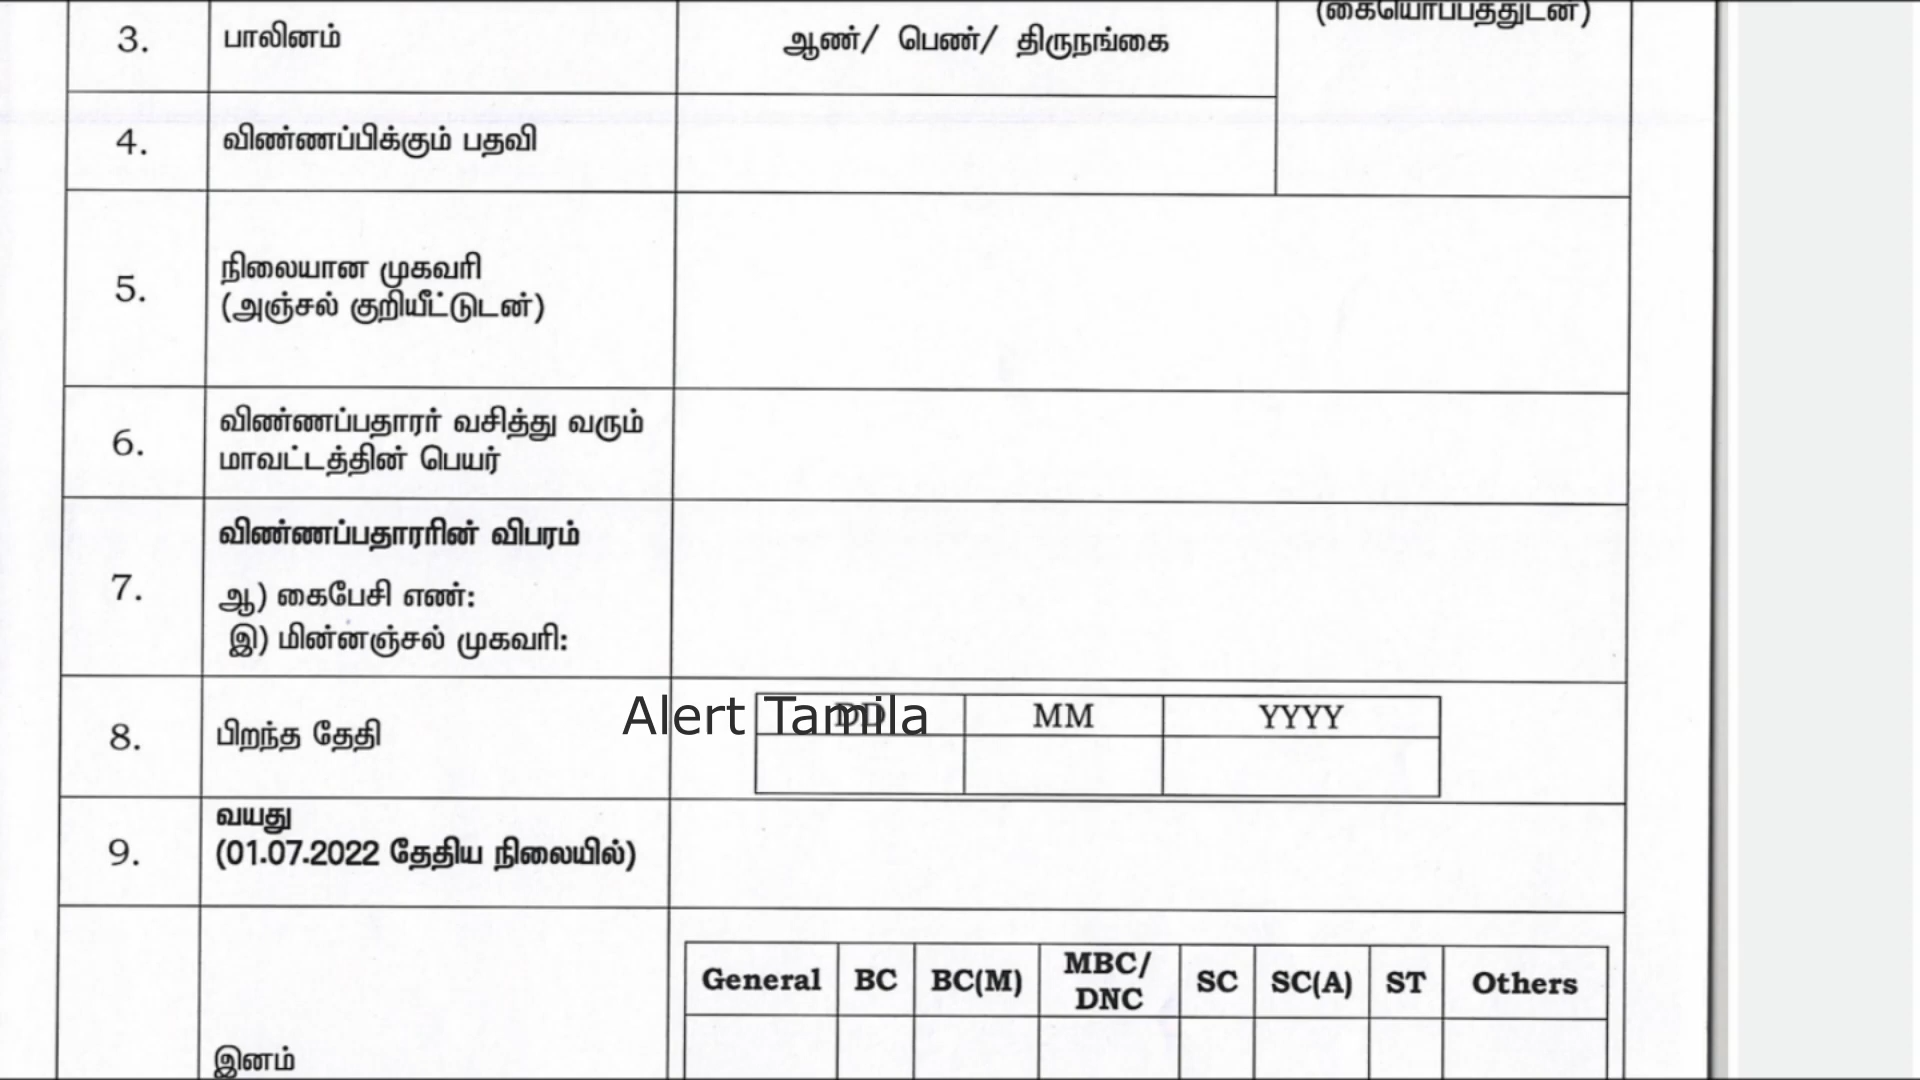 (கையொப்பத்துடன்)
3. பாலினம் ஆண்/ பெண்/ திருநங்கை
4. விண்ணப்பிக்கும் பதவி
5. நிலையான முகவரி
(அஞ்சல் குறியீட்டுடன்)
6. விண்ணப்பதாரர் வசித்து வரும்
மாவட்டத்தின் பெயர்
விண்ணப்பதாரரின் விபரம்
7.
ஆ) கைபேசி எண்:
இ) மின்னஞ்சல் முகவரி:
Alert Tamila
DD MM YYYY
8. பிறந்த தேதி
வயது
9. (01.07.2022 தேதிய நிலையில்)
General BC BC(M) MBC/
DNC SC SC(A) ST Others
இனம்